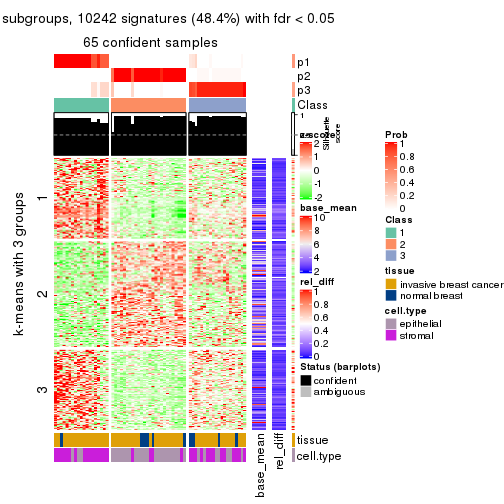 subgroups, 10242 signatures (48.4%) with fdr < 0.05
65 confident samples
p1
p2
p3
Class
1
Silhouette
score
k-means with 3 groups
1
2
3
z-score
2
1
0
-1
-2
base_mean
10
8
6
4
2
rel_diff
1
0.8
0.6
0.4
0.2
0
Status (barplots)
confident
ambiguous
Prob
1
0.8
0.6
0.4
0.2
0
Class
1
2
3
tissue
invasive breast cancer
normal breast
cell.type
epithelial
stromal
tissue
cell.type
base_mean
rel_diff